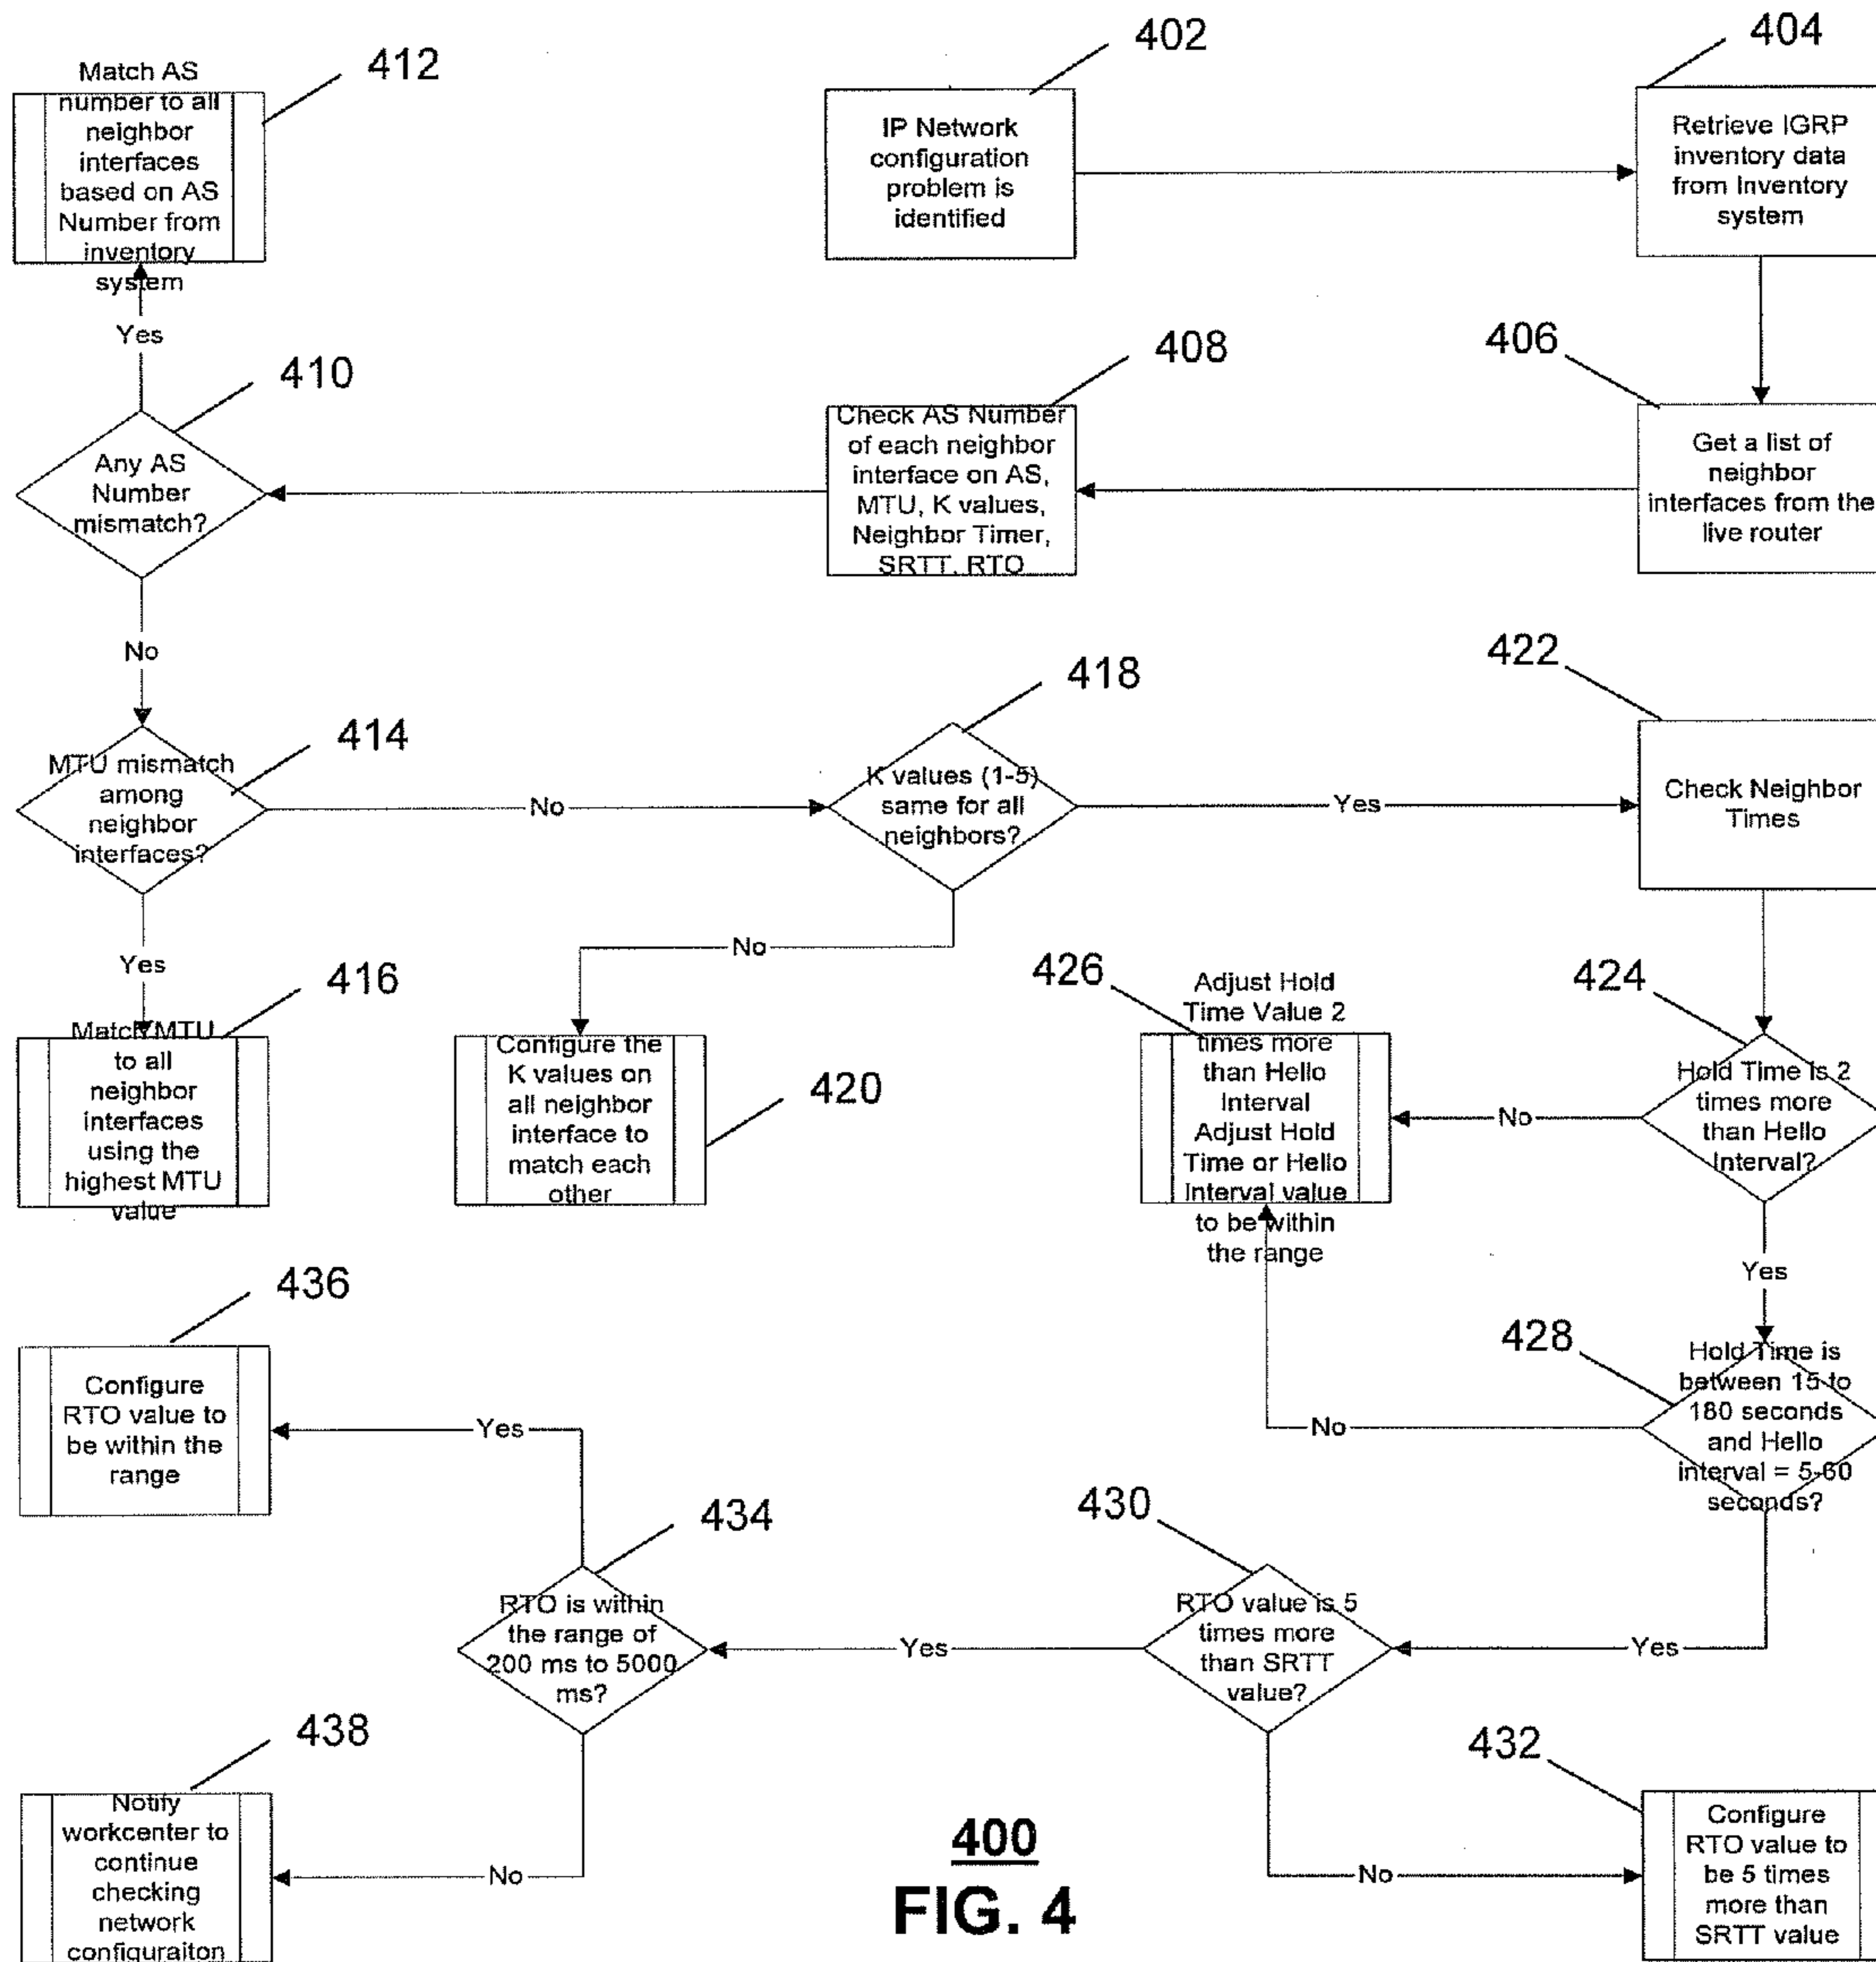 402
IP Network
configuration
problem is
identified
404
Retrieve IGRP
inventory data
from Inventory
system
406
Get a list of
neighbor
interfaces from the
live router
408
Check AS Number
of each neighbor
interface on AS,
MTU, K values,
Neighbor Timer,
SRTT, RTO
410
Any AS
Number
mismatch?
Yes
412
Match AS
number to all
neighbor
interfaces
based on AS
Number from
inventory
system
No
414
MTU mismatch
among
neighbor
interfaces?
Yes
416
Match MTU
to all
neighbor
interfaces
using the
highest MTU
value
No
418
K values (1-5)
same for all
neighbors?
No
420
Configure the
K values on
all neighbor
interface to
match each
other
Yes
422
Check Neighbor
Times
424
Hold Time is 2
times more
than Hello
Interval?
No
426
Adjust Hold
Time Value 2
times more
than Hello
Interval
Adjust Hold
Time or Hello
Interval value
to be within
the range
Yes
428
Hold Time is
between 15 to
180 seconds
and Hello
interval = 5-60
seconds?
No
Yes
430
RTO value is 5
times more
than SRTT
value?
No
432
Configure
RTO value to
be 5 times
more than
SRTT value
Yes
434
RTO is within
the range of
200 ms to 5000
ms?
Yes
436
Configure
RTO value to
be within the
range
No
438
Notify
workcenter to
continue
checking
network
configuraiton
400
FIG. 4